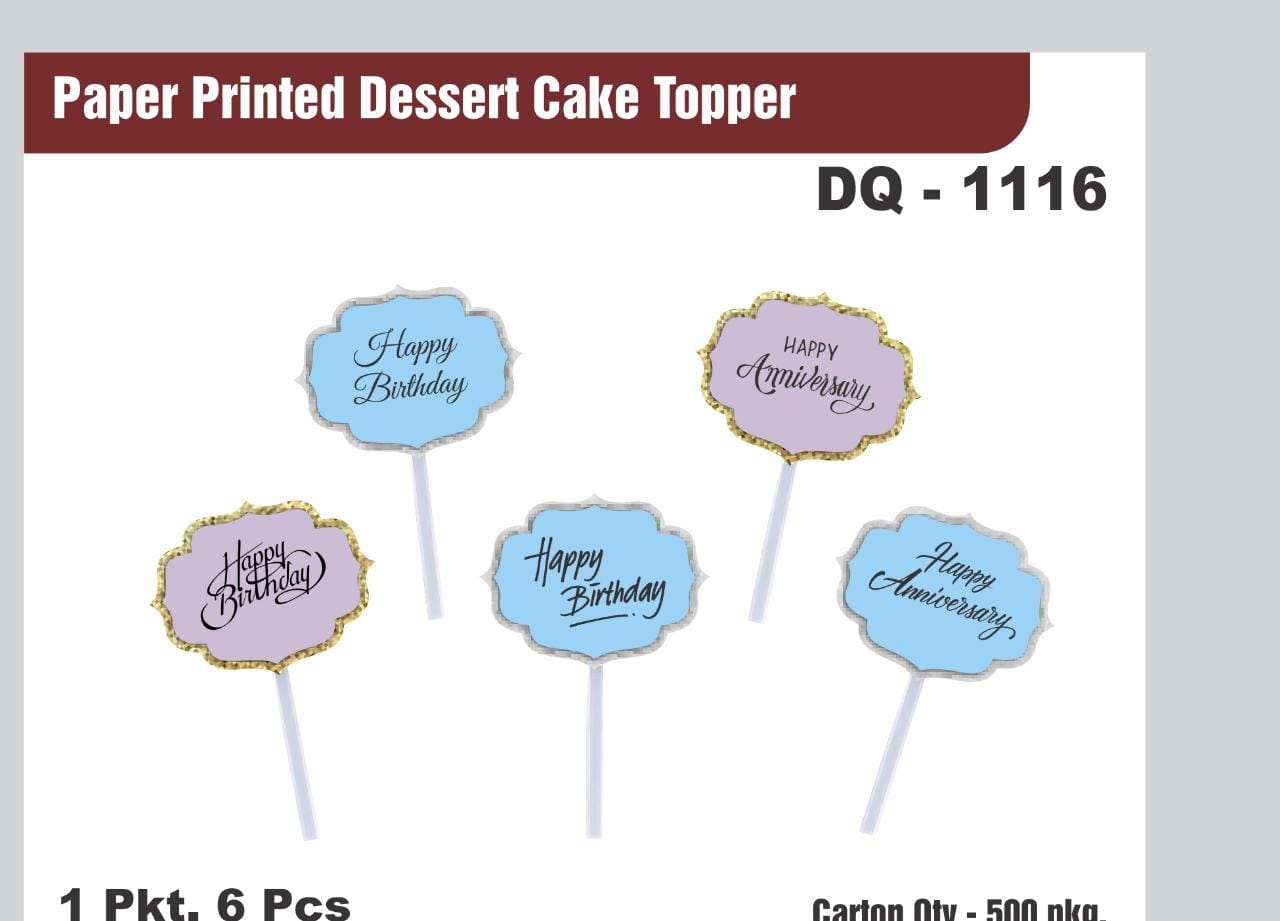 Paper Printed Dessert Cake Topper
DQ - 1116
Happy
Birthday
HAPPY
Anniversary
Happy
Birthday
Happy
Birthday
Happy
Anniversary
1 Pkt. 6 Pcs
Carton Qty - 500 pkg.